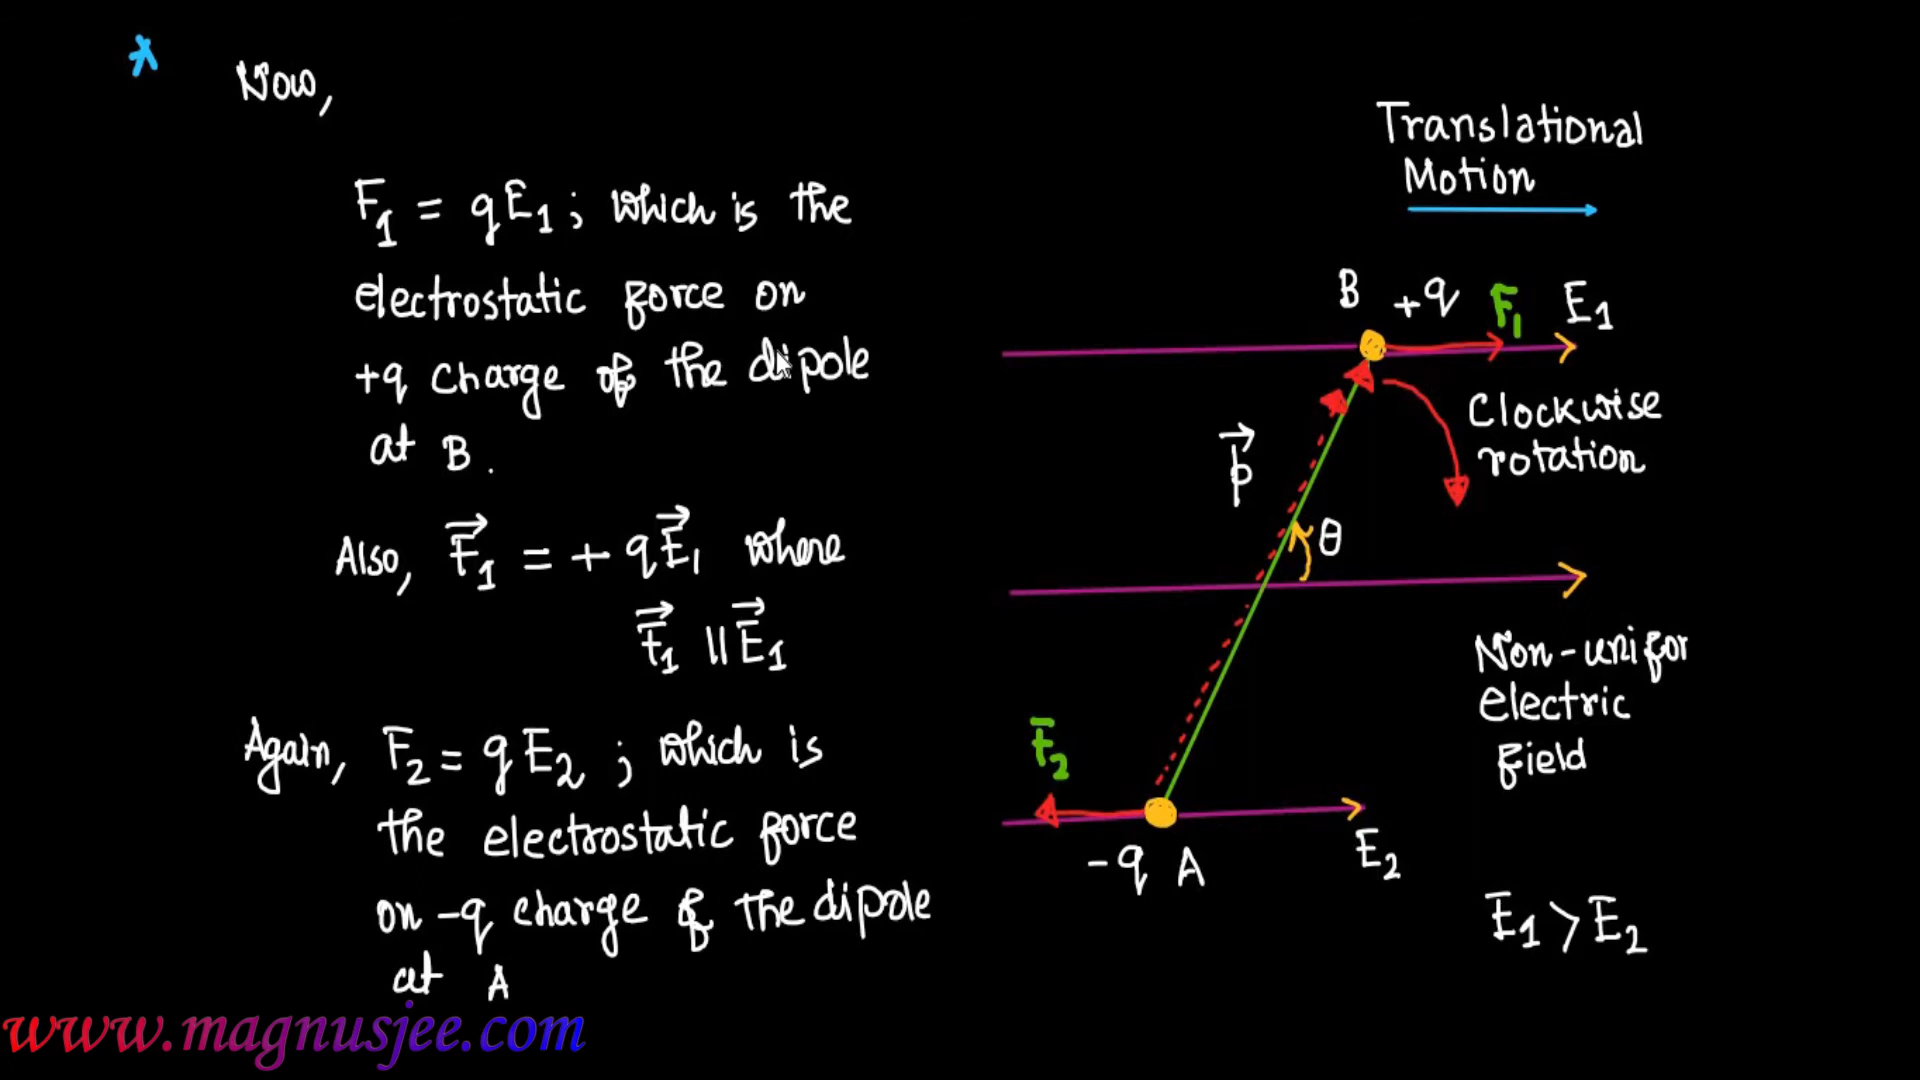 Now,
F₁ = qE₁ ; which is the
electrostatic force on
+q charge of the dipole
at B.
Also, F⃗₁ = + qE⃗₁ where
F⃗₁ || E⃗₁
Again, F₂ = qE₂ ; which is
the electrostatic force
on -q charge of the dipole
at A
www.magnusjee.com
Translational
Motion
B +q F₁ E₁
Clockwise
rotation
p⃗
θ
Non-unifor
electric
field
F̅₂
-q A
E₂
E₁ > E₂